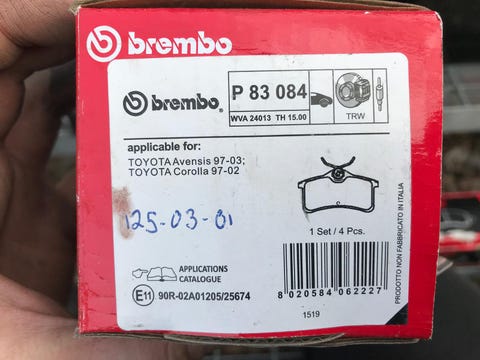 brembo
brembo
P 83 084
WVA 24013 TH 15.00
TRW
applicable for:
TOYOTA Avensis 97-03;
TOYOTA Corolla 97-02
125-03-01
1 Set / 4 Pcs.
APPLICATIONS
CATALOGUE
E11 90R-02A01205/25674
8 020584 062227
1519
PRODOTTO NON FABBRICATO IN ITALIA